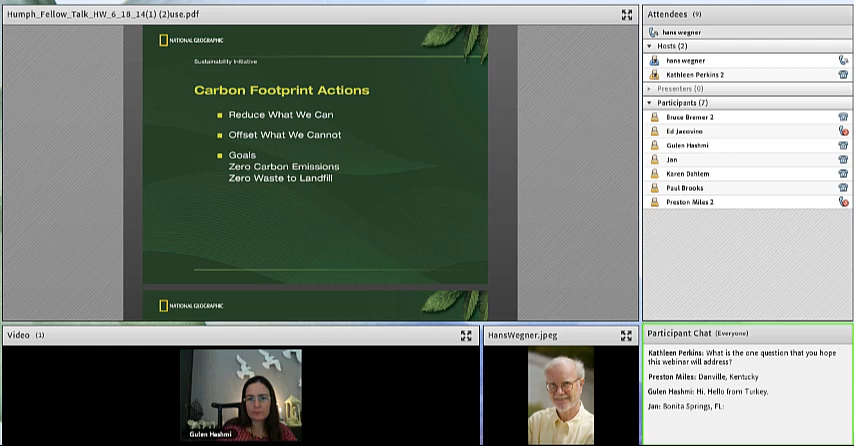 Humph_Fellow_Talk_HW_6_18_14(1) (2)use.pdf
NATIONAL GEOGRAPHIC
Sustainability Initiative
Carbon Footprint Actions
Reduce What We Can
Offset What We Cannot
Goals
Zero Carbon Emissions
Zero Waste to Landfill
NATIONAL GEOGRAPHIC
Attendees (9)
hans wegner
Hosts (2)
hans wegner
Kathleen Perkins 2
Presenters (0)
Participants (7)
Bruce Bremer 2
Ed Jacovino
Gulen Hashmi
Jan
Karen Dahlem
Paul Brooks
Preston Miles 2
Video (1)
Gulen Hashmi
HansWegner.jpeg
Participant Chat (Everyone)
Kathleen Perkins: What is the one question that you hope
this webinar will address?
Preston Miles: Danville, Kentucky
Gulen Hashmi: Hi, Hello from Turkey,
Jan: Bonita Springs, FL: